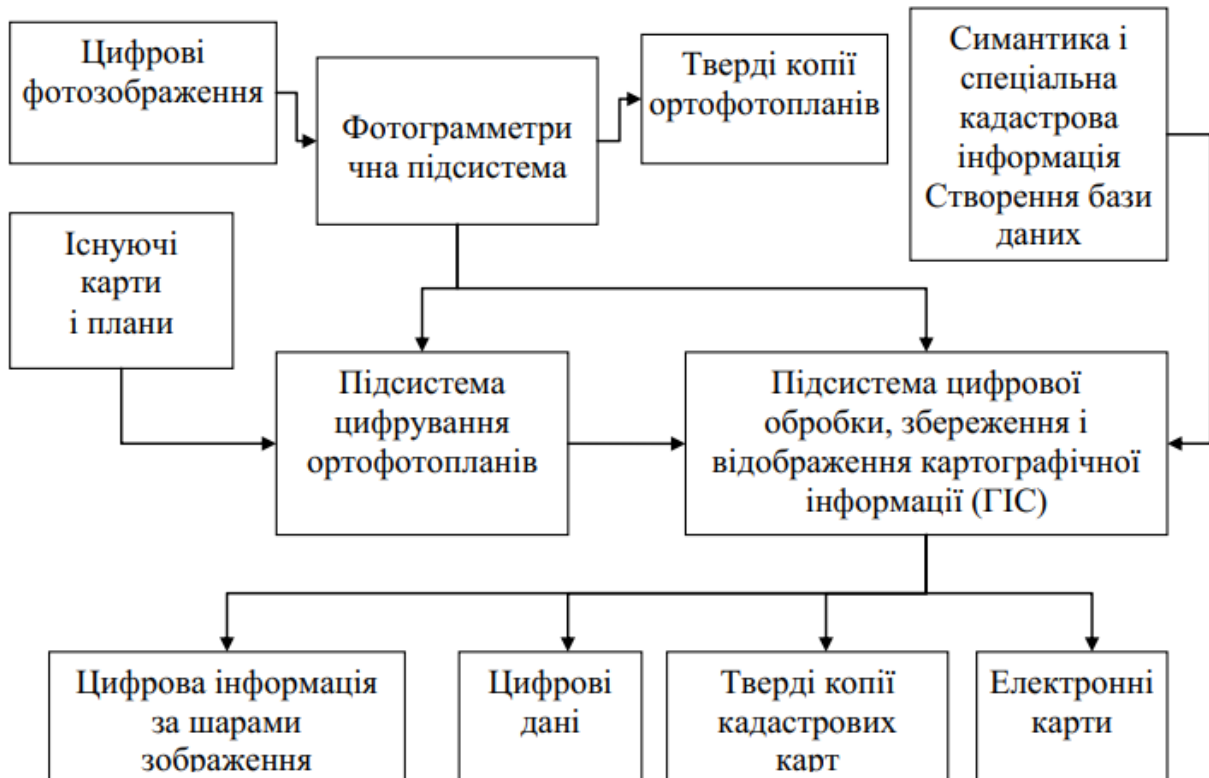 Цифрові
фотозображення
Фотограмметри
чна підсистема
Тверді копії
ортофотопланів
Симантика і
спеціальна
кадастрова
інформація
Створення бази
даних
Існуючі
карти
і плани
Підсистема
цифрування
ортофотопланів
Підсистема цифрової
обробки, збереження і
відображення картографічної
інформації (ГІС)
Цифрова інформація
за шарами
зображення
Цифрові
дані
Тверді копії
кадастрових
карт
Електронні
карти